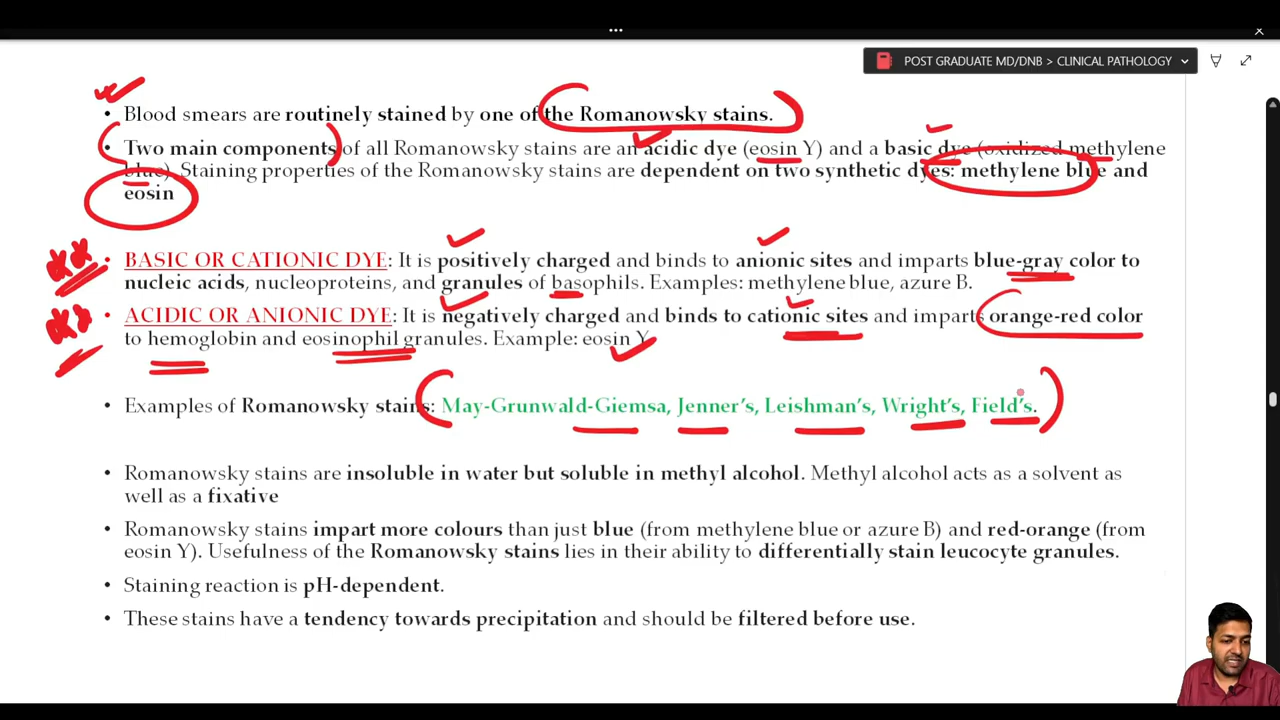 POST GRADUATE MD/DNB > CLINICAL PATHOLOGY
• Blood smears are routinely stained by one of the Romanowsky stains.
• Two main components of all Romanowsky stains are an acidic dye (eosin Y) and a basic dye (oxidized methylene
blue). Staining properties of the Romanowsky stains are dependent on two synthetic dyes: methylene blue and
eosin
• BASIC OR CATIONIC DYE: It is positively charged and binds to anionic sites and imparts blue-gray color to
nucleic acids, nucleoproteins, and granules of basophils. Examples: methylene blue, azure B.
• ACIDIC OR ANIONIC DYE: It is negatively charged and binds to cationic sites and imparts orange-red color
to hemoglobin and eosinophil granules. Example: eosin Y
• Examples of Romanowsky stains: May-Grunwald-Giemsa, Jenner's, Leishman's, Wright's, Field's.
• Romanowsky stains are insoluble in water but soluble in methyl alcohol. Methyl alcohol acts as a solvent as
well as a fixative
• Romanowsky stains impart more colours than just blue (from methylene blue or azure B) and red-orange (from
eosin Y). Usefulness of the Romanowsky stains lies in their ability to differentially stain leucocyte granules.
• Staining reaction is pH-dependent.
• These stains have a tendency towards precipitation and should be filtered before use.